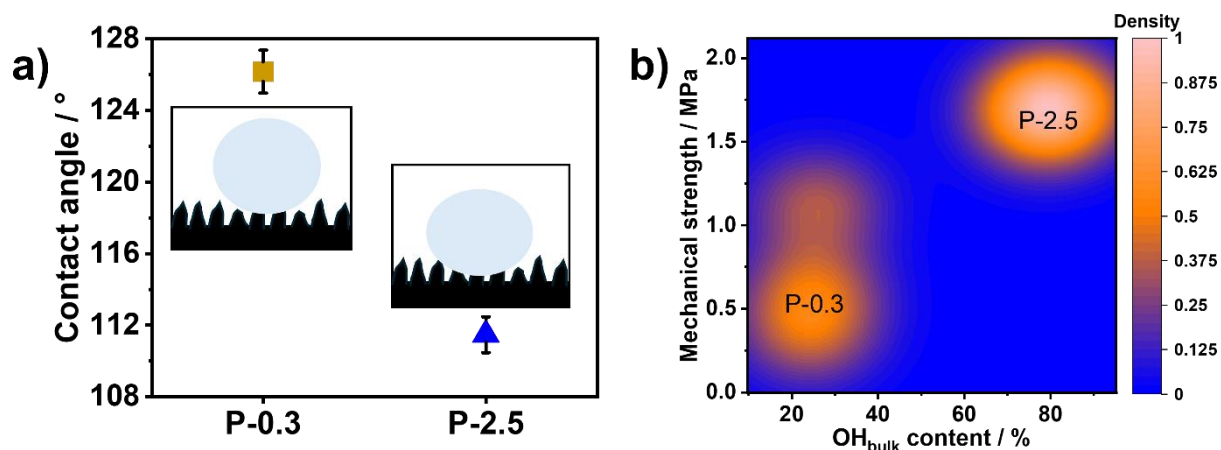 a)
Contact angle / °
128
124
120
116
112
108
P-0.3
P-2.5
b)
Mechanical strength / MPa
2.0
1.5
1.0
0.5
0.0
P-2.5
P-0.3
20
40
60
80
OHbulk content / %
Density
1
0.875
0.75
0.625
0.5
0.375
0.25
0.125
0